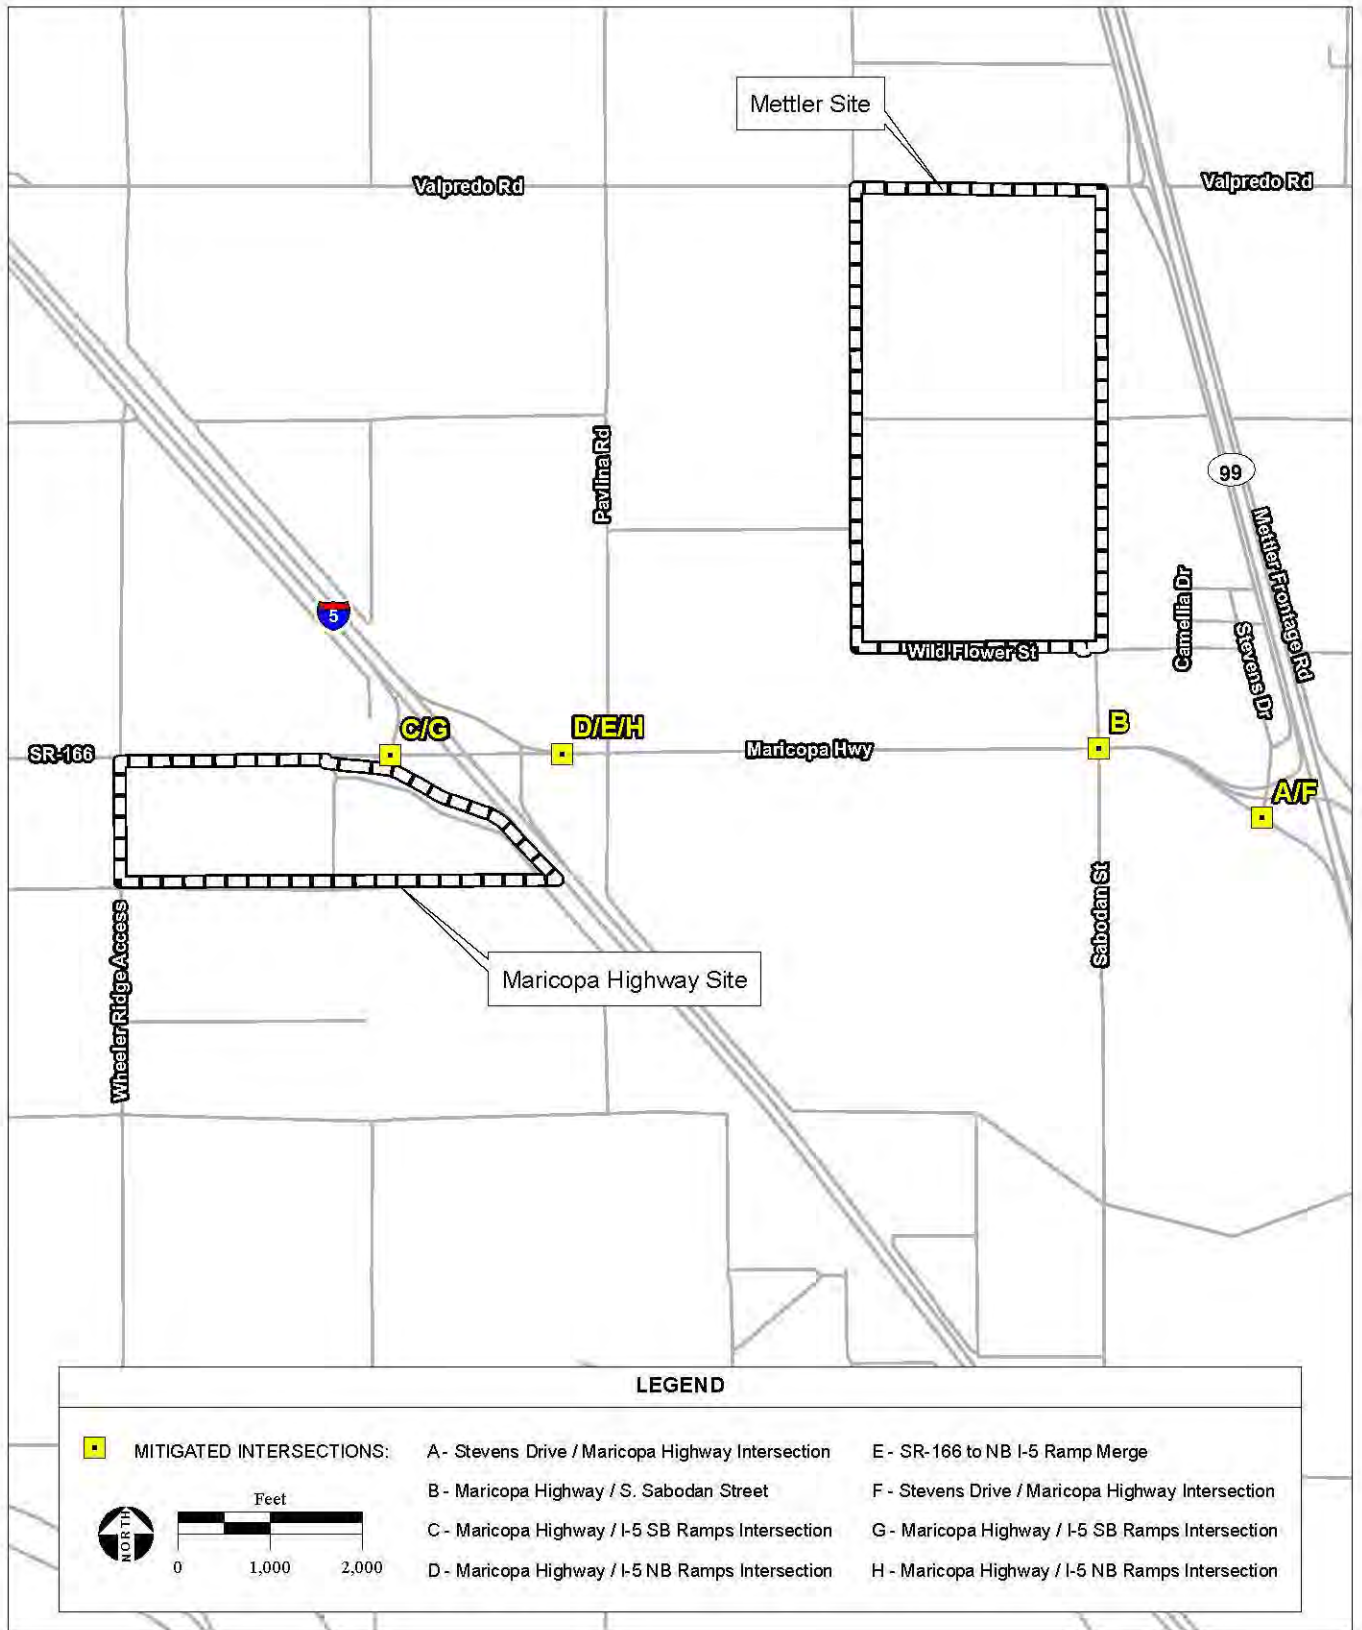 Mettler Site
Valpredo Rd
Valpredo Rd
Pavlina Rd
99
Mettler Frontage Rd
Camellia Dr
Stevens Dr
5
Wild Flower St
C/G
D/E/H
B
SR-166
Maricopa Hwy
A/F
Sabodan St
Wheeler Ridge Access
Maricopa Highway Site
LEGEND
MITIGATED INTERSECTIONS:
A - Stevens Drive / Maricopa Highway Intersection
B - Maricopa Highway / S. Sabodan Street
C - Maricopa Highway / I-5 SB Ramps Intersection
D - Maricopa Highway / I-5 NB Ramps Intersection
E - SR-166 to NB I-5 Ramp Merge
F - Stevens Drive / Maricopa Highway Intersection
G - Maricopa Highway / I-5 SB Ramps Intersection
H - Maricopa Highway / I-5 NB Ramps Intersection
NORTH
Feet
0 1,000 2,000